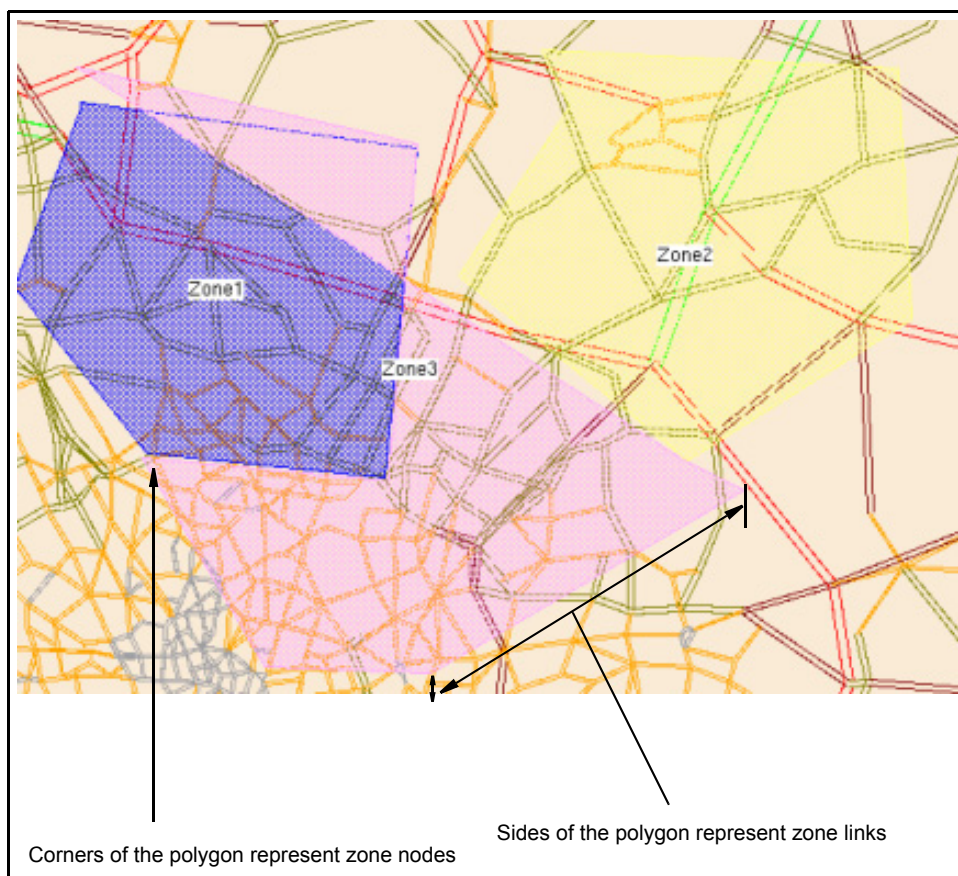 Zone2
Zone1
Zone3
Sides of the polygon represent zone links
Corners of the polygon represent zone nodes